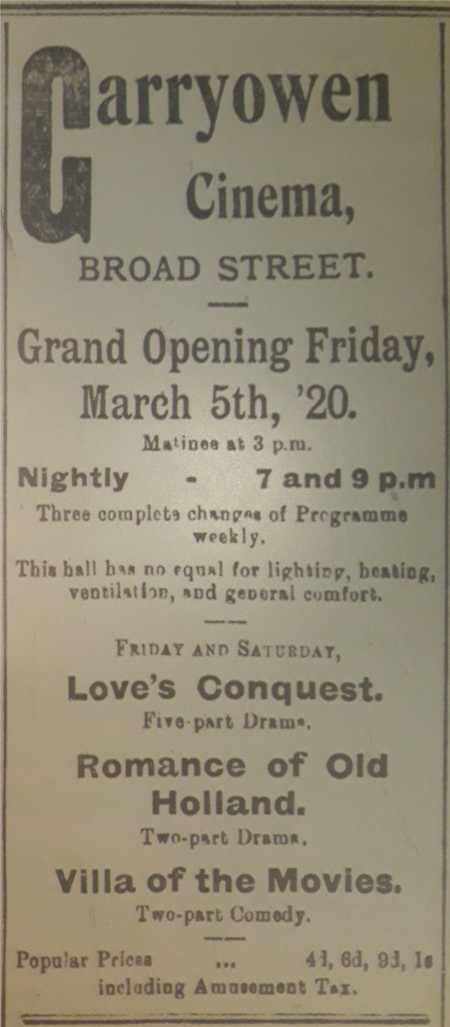 Garryowen
Cinema,
BROAD STREET.
Grand Opening Friday,
March 5th, '20.
Matinee at 3 p.m.
Nightly - 7 and 9 p.m
Three complete changes of Programme
weekly.
This hall has no equal for lighting, heating,
ventilation, and general comfort.
FRIDAY AND SATURDAY,
Love's Conquest.
Five-part Drama.
Romance of Old
Holland.
Two-part Drama.
Villa of the Movies.
Two-part Comedy.
Popular Prices ... 4d, 6d, 9d, 1s
including Amusement Tax.